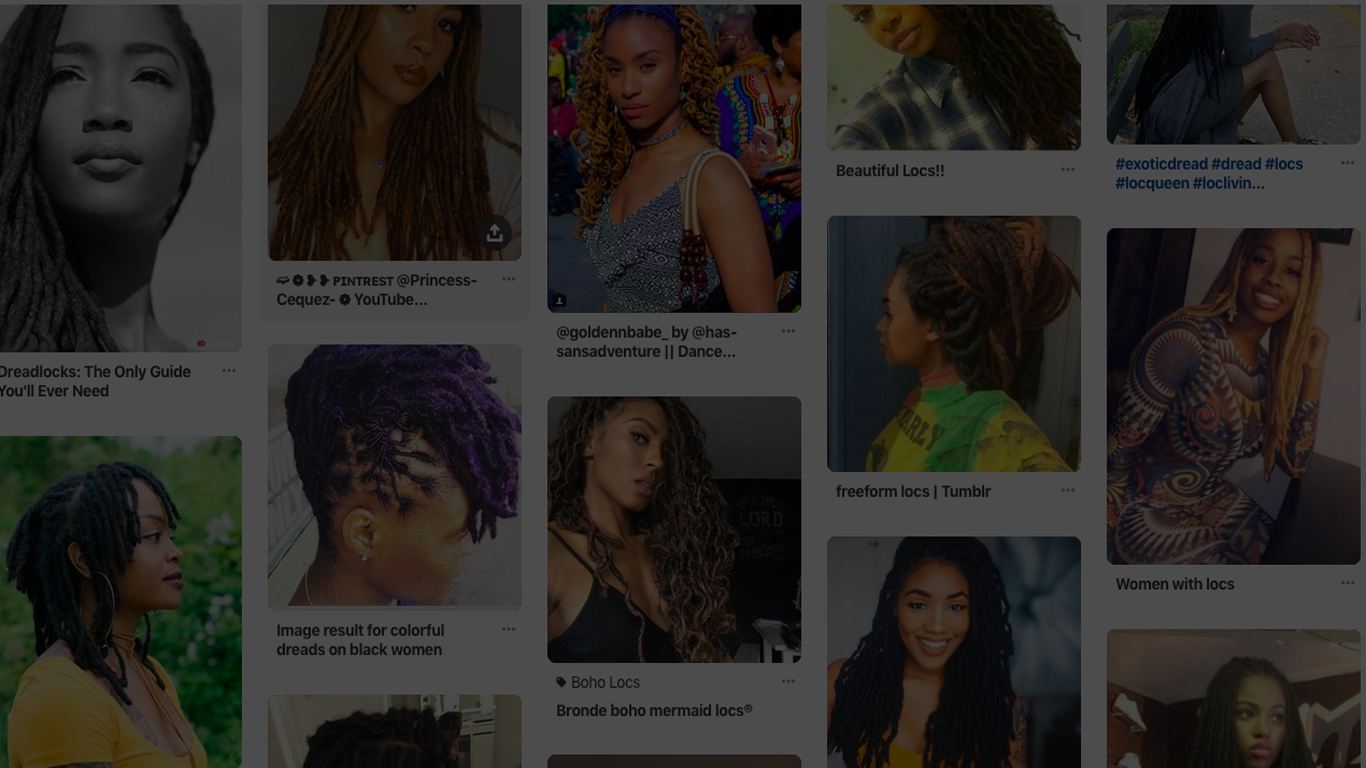 Dreadlocks: The Only Guide
You'll Ever Need
ᴘɪɴᴛʀᴇsᴛ @Princess-
Cequez- ❁ YouTube...
Image result for colorful
dreads on black women
@goldennbabe_ by @has-
sansadventure || Dance...
LORD
Boho Locs
Bronde boho mermaid locs®
Beautiful Locs!!
freeform locs | Tumblr
#exoticdread #dread #locs
#locqueen #loclivin...
Women with locs